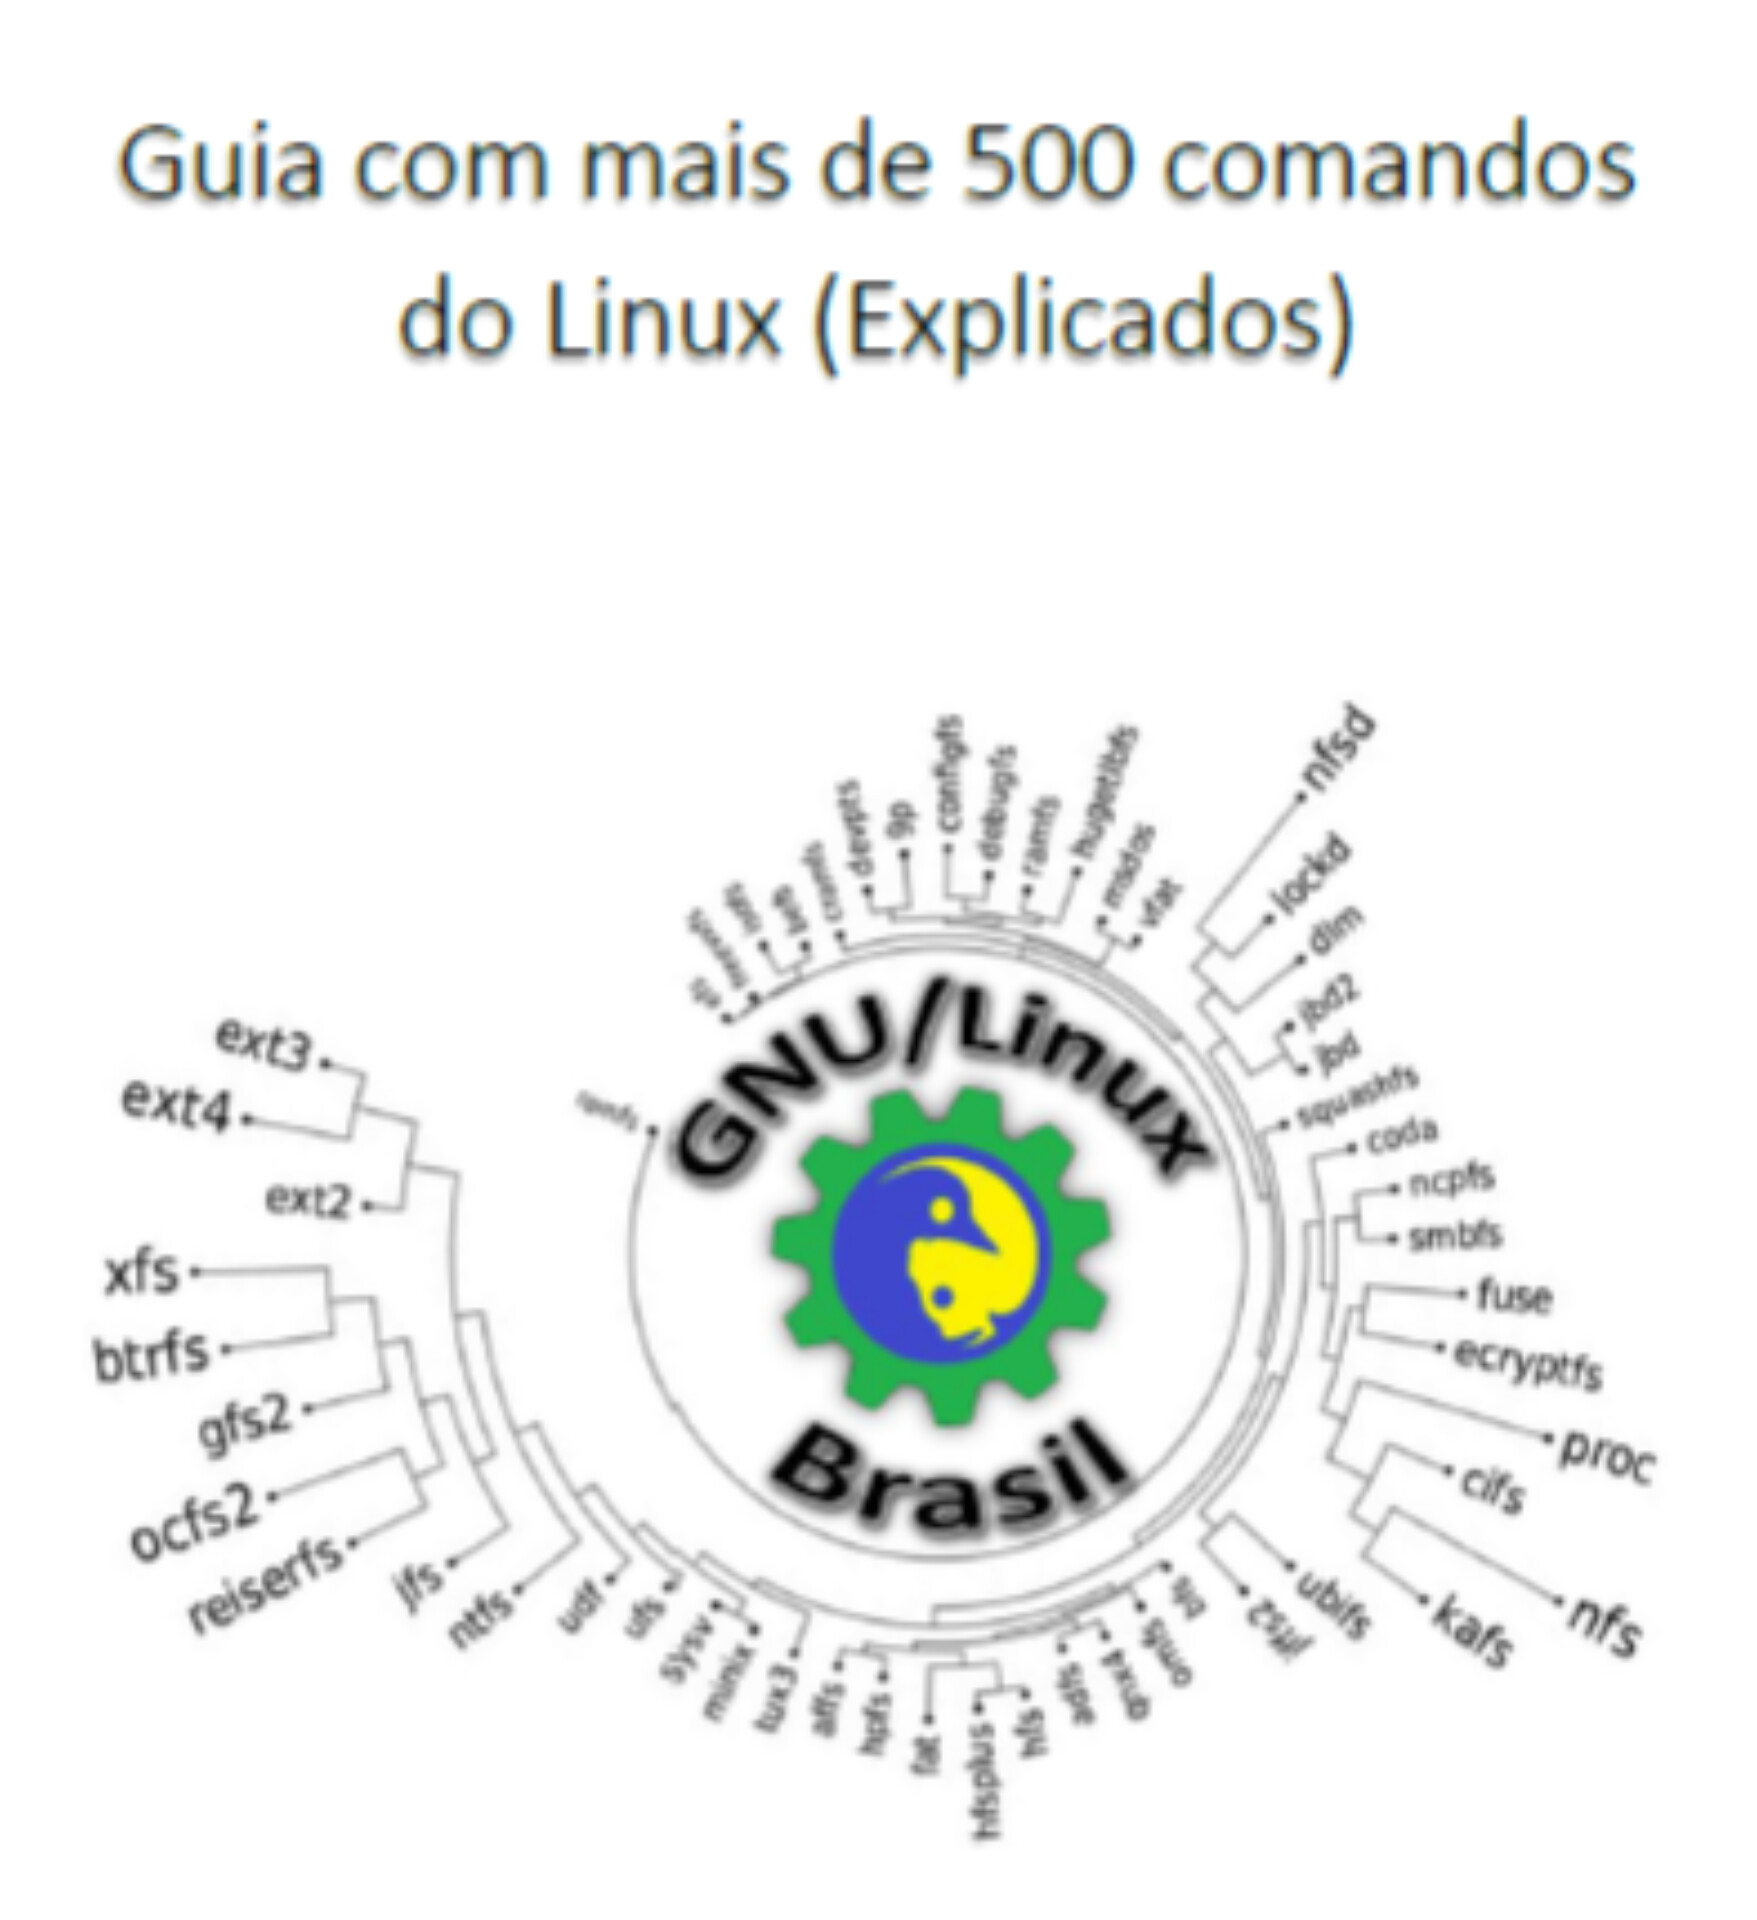 Guia com mais de 500 comandos
do Linux (Explicados)
nfsd
configfs
hugetlbfs
debugfs
devpts
9p
ramfs
msdos
vfat
lockd
dlm
jbd2
jbd
squashfs
coda
ncpfs
smbfs
fuse
ecryptfs
proc
cifs
nfs
kafs
ubifs
jffs2
GNU/Linux
Brasil
ext3
ext4
ext2
xfs
btrfs
gfs2
ocfs2
reiserfs
jfs
ntfs
udf
ufs
sysv
minix
tux3
affs
hpfs
fat
hfsplus
hfs
adfs
qnx4
omfs